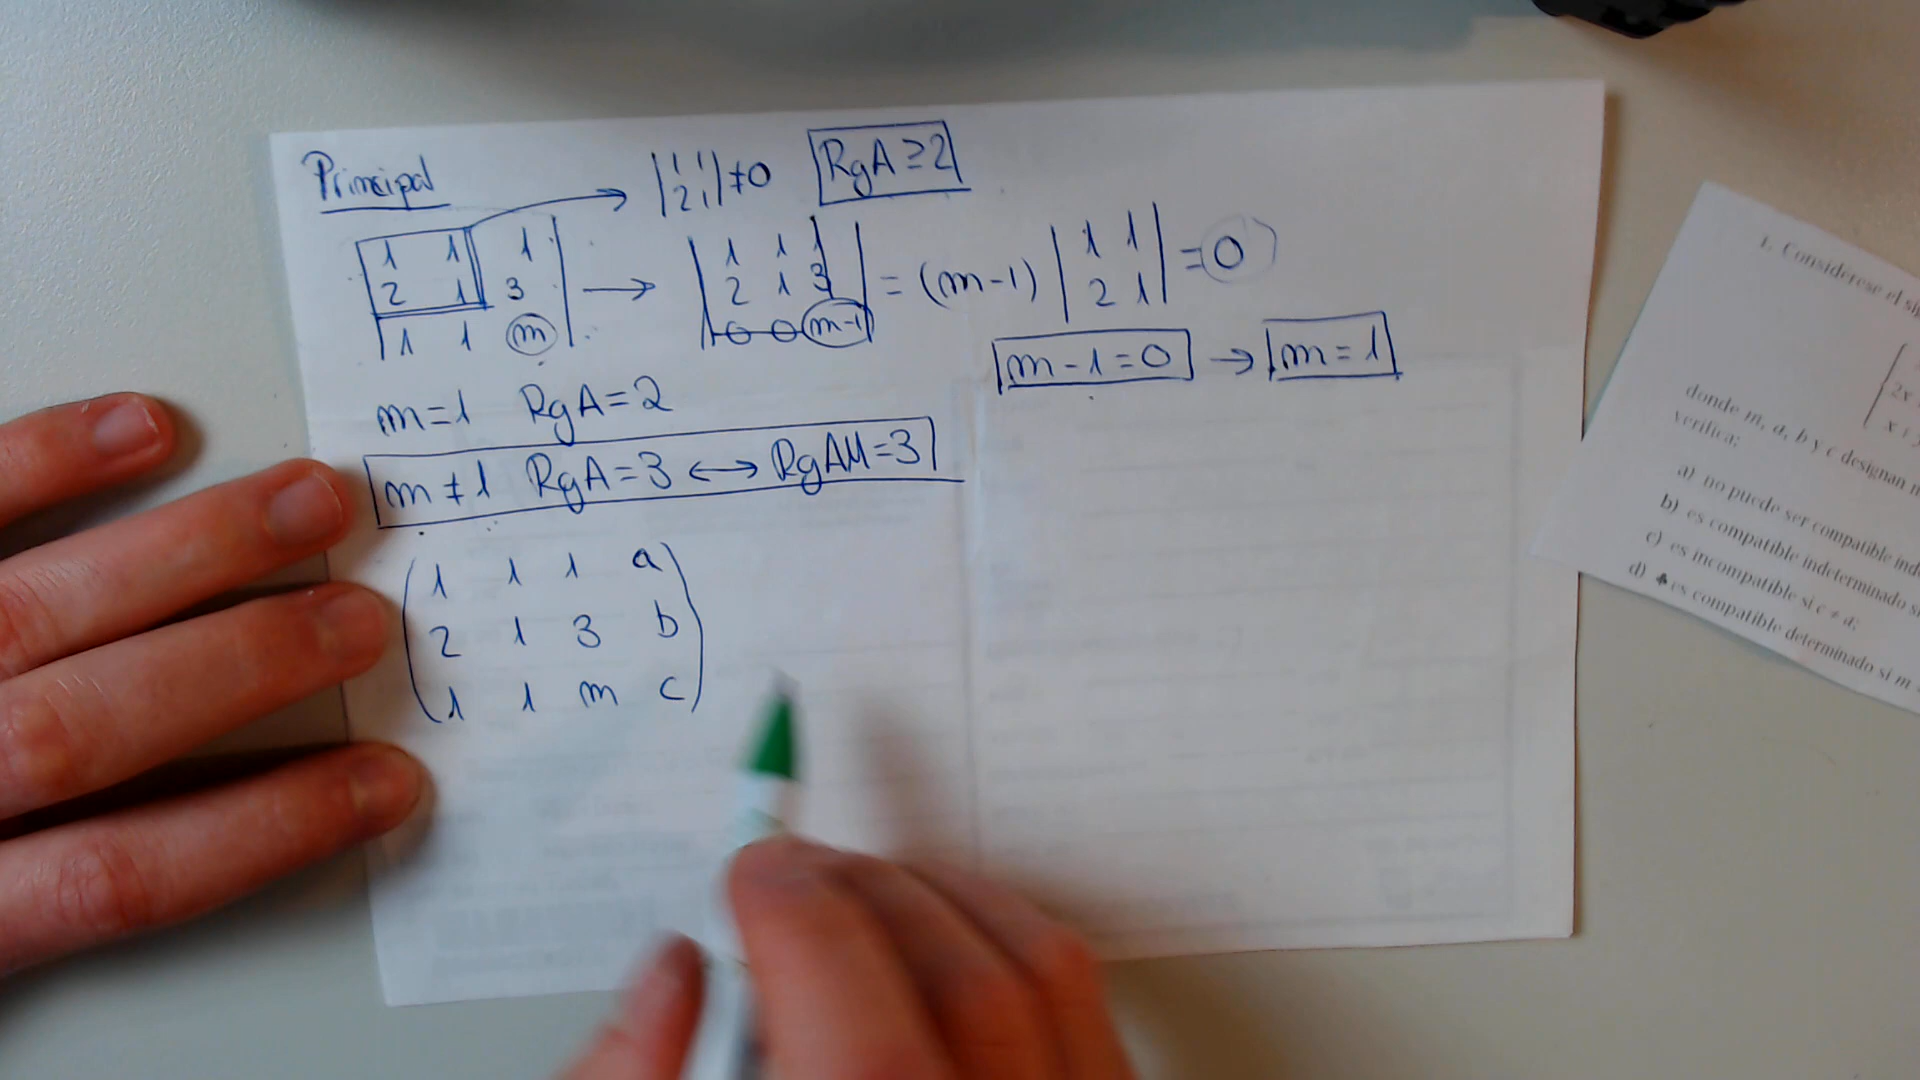 Principal
|1 1| ≠ 0 RgA ≥ 2
|2 1|
|1 1 1| → |1 1 1| = (m-1) |1 1| = 0
|2 1 3| |2 1 3| |2 1|
|1 1 m| |0 0 m-1|
m-1=0 → m=1
m=1 RgA=2
m≠1 RgA=3 ↔ RgAM=3
(1 1 1 a)
(2 1 3 b)
(1 1 m c)
1. Considerese el
2x
x + y
donde m, a, b y c designan
verifica:
a) no puede ser compatible
b) es compatible indeterminado
c) es incompatible si c ≠ a;
d) es compatible determinado si m